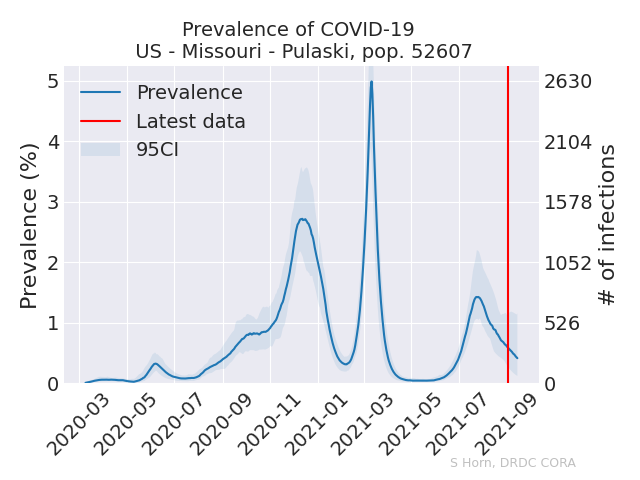 Prevalence of COVID-19
US - Missouri - Pulaski, pop. 52607
Prevalence
Latest data
95CI
Prevalence (%)
5
4
3
2
1
0
2630
2104
1578
1052
526
0
# of infections
2020-03
2020-05
2020-07
2020-09
2020-11
2021-01
2021-03
2021-05
2021-07
2021-09
S Horn, DRDC CORA